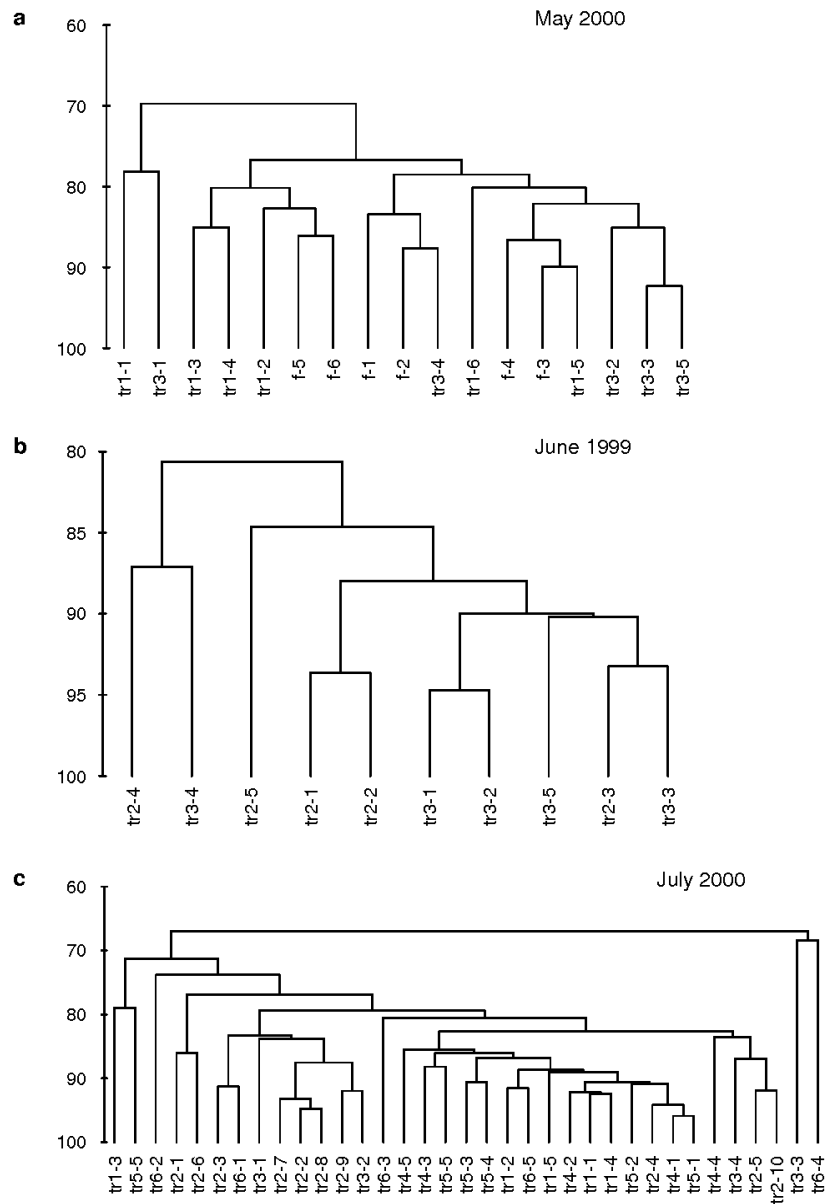 a
May 2000
60
70
80
90
100
tr1-1 tr3-1 tr1-3 tr1-4 tr1-2 f-5 f-6 f-1 f-2 tr3-4 tr1-6 f-4 f-3 tr1-5 tr3-2 tr3-3 tr3-5
b
June 1999
80
85
90
95
100
tr2-4 tr3-4 tr2-5 tr2-1 tr2-2 tr3-1 tr3-2 tr3-5 tr2-3 tr3-3
c
July 2000
60
70
80
90
100
tr1-3 tr5-5 tr6-2 tr2-1 tr2-6 tr2-3 tr6-1 tr3-1 tr2-7 tr2-2 tr2-8 tr2-9 tr3-2 tr6-3 tr4-5 tr4-3 tr5-5 tr5-3 tr5-4 tr1-2 tr6-5 tr1-5 tr4-2 tr1-1 tr1-4 tr5-2 tr2-4 tr4-1 tr5-1 tr4-4 tr3-4 tr2-5 tr2-10 tr3-3 tr6-4